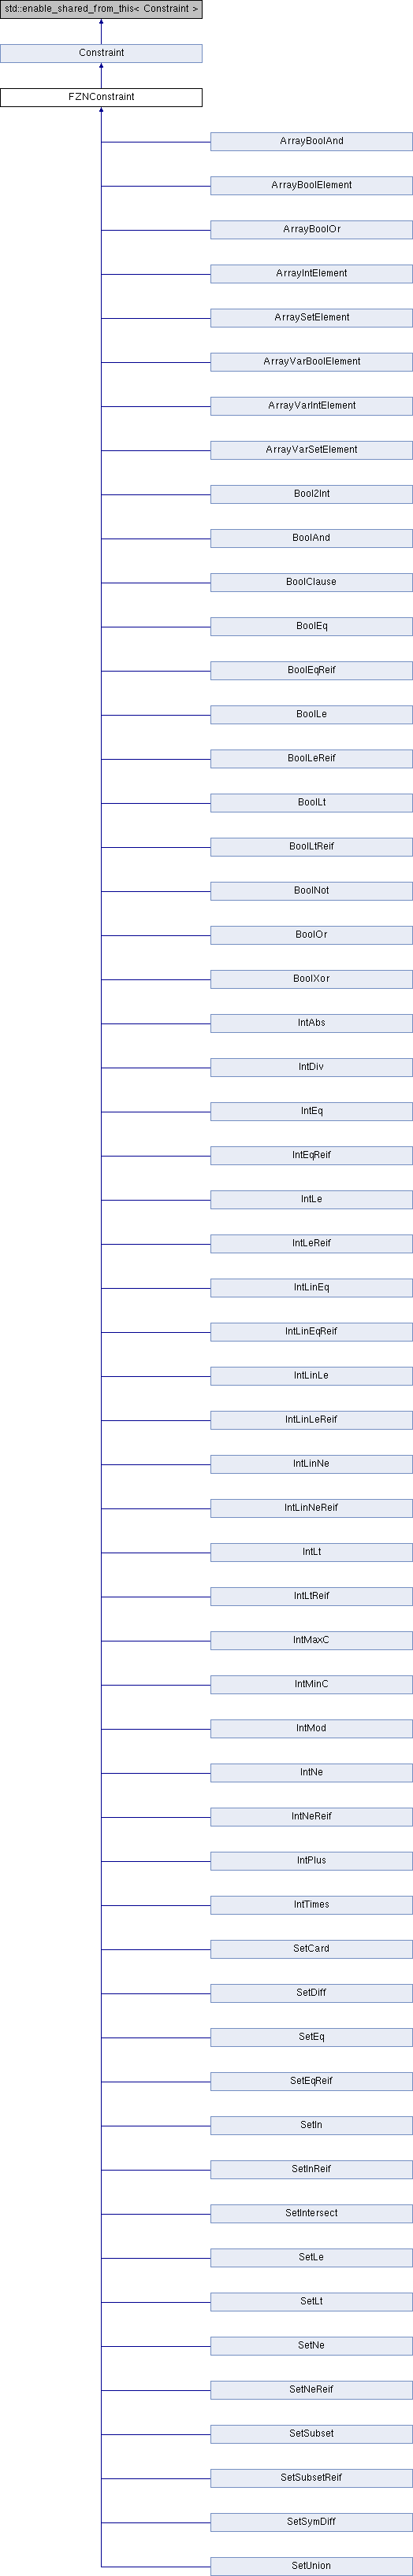 std::enable_shared_from_this< Constraint >
Constraint
FZNConstraint
ArrayBoolAnd
ArrayBoolElement
ArrayBoolOr
ArrayIntElement
ArraySetElement
ArrayVarBoolElement
ArrayVarIntElement
ArrayVarSetElement
Bool2Int
BoolAnd
BoolClause
BoolEq
BoolEqReif
BoolLe
BoolLeReif
BoolLt
BoolLtReif
BoolNot
BoolOr
BoolXor
IntAbs
IntDiv
IntEq
IntEqReif
IntLe
IntLeReif
IntLinEq
IntLinEqReif
IntLinLe
IntLinLeReif
IntLinNe
IntLinNeReif
IntLt
IntLtReif
IntMaxC
IntMinC
IntMod
IntNe
IntNeReif
IntPlus
IntTimes
SetCard
SetDiff
SetEq
SetEqReif
SetIn
SetInReif
SetIntersect
SetLe
SetLt
SetNe
SetNeReif
SetSubset
SetSubsetReif
SetSymDiff
SetUnion